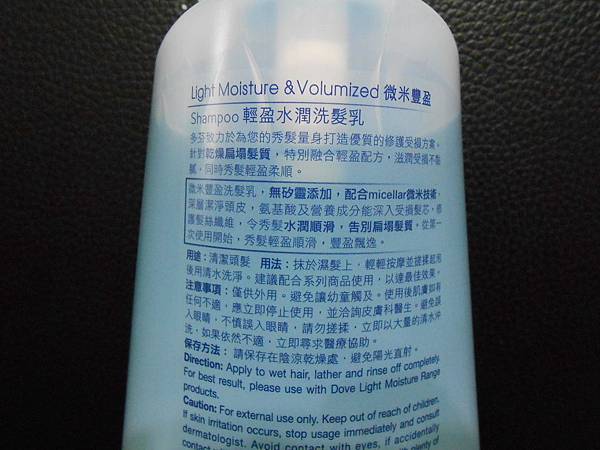 Light Moisture & Volumized 微米豐盈
Shampoo 輕盈水潤洗髮乳
多芬致力於為您的秀髮量身打造優質的修護受損方案,
針對乾燥扁塌髮質,特別融合輕盈配方,滋潤受損不黏
膩,同時秀髮輕盈柔順。
微米豐盈洗髮乳,無矽靈添加,配合micellar微米技術,
深層潔淨頭皮,氨基酸及營養成分能深入受損髮芯,修
護髮絲纖維,令秀髮水潤順滑,告別扁塌髮質,從第一
次使用開始,秀髮輕盈順滑,豐盈飄逸。
用途:清潔頭髮 用法:抹於濕髮上,輕輕按摩並搓揉起泡
後用清水洗淨。建議配合系列商品使用,以達最佳效果。
注意事項:僅供外用。避免讓幼童觸及。使用後肌膚如有
任何不適,應立即停止使用,並洽詢皮膚科醫生。避免誤
入眼睛,不慎誤入眼睛,請勿搓揉,立即以大量的清水沖
洗,如果依然不適,立即尋求醫療協助。
保存方法:請保存在陰涼乾燥處,避免陽光直射。
Direction: Apply to wet hair, lather and rinse off completely.
For best result, please use with Dove Light Moisture Range
products.
Caution: For external use only. Keep out of reach of children.
If skin irritation occurs, stop usage immediately and consult
dermatologist. Avoid contact with eyes, if accidentally
contact with plenty of